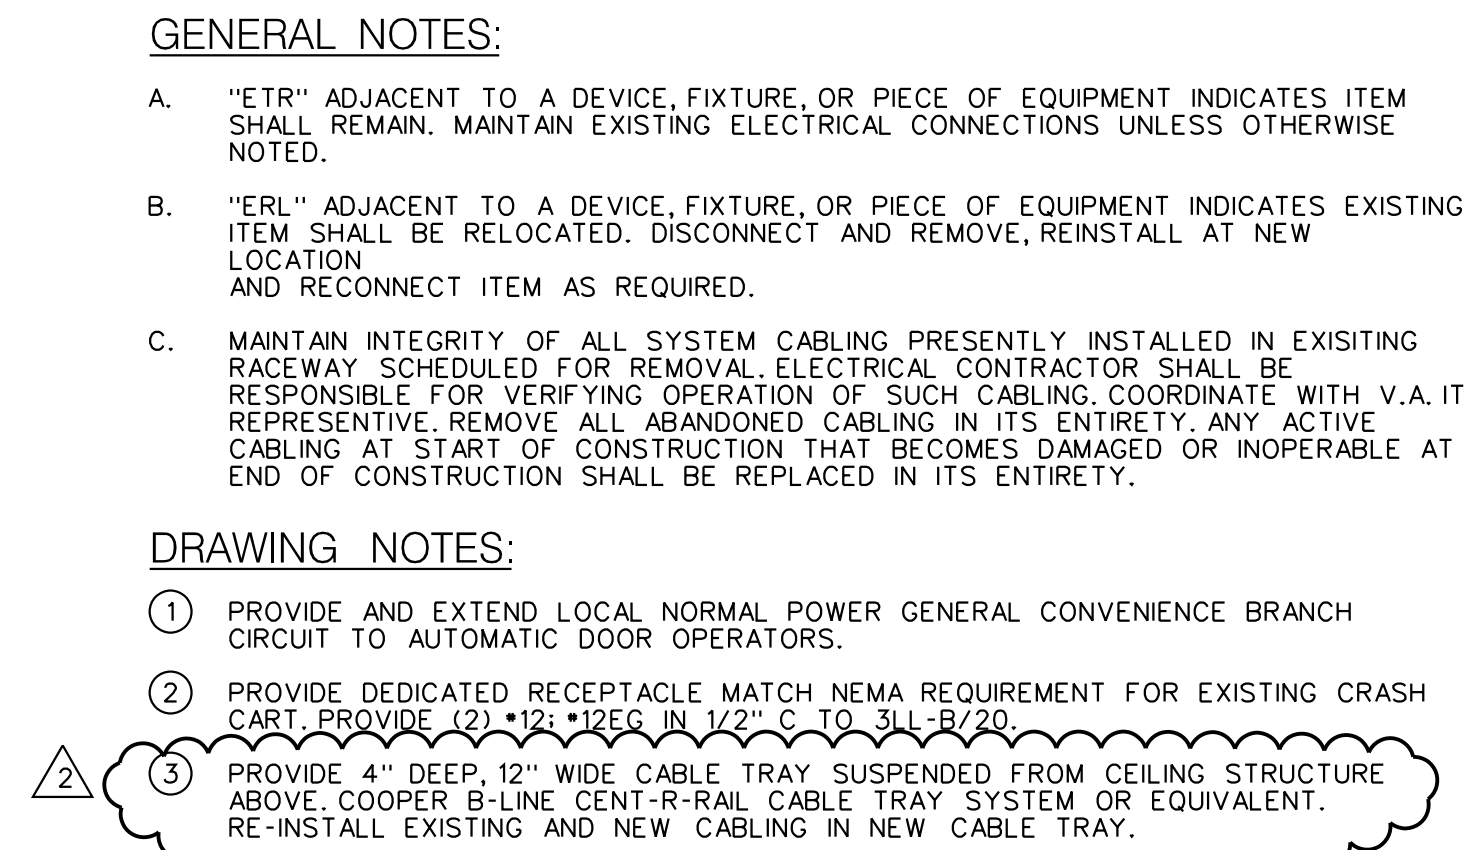 GENERAL NOTES:
A. "ETR" ADJACENT TO A DEVICE, FIXTURE, OR PIECE OF EQUIPMENT INDICATES ITEM
SHALL REMAIN. MAINTAIN EXISTING ELECTRICAL CONNECTIONS UNLESS OTHERWISE
NOTED.
B. "ERL" ADJACENT TO A DEVICE, FIXTURE, OR PIECE OF EQUIPMENT INDICATES EXISTING
ITEM SHALL BE RELOCATED. DISCONNECT AND REMOVE, REINSTALL AT NEW
LOCATION
AND RECONNECT ITEM AS REQUIRED.
C. MAINTAIN INTEGRITY OF ALL SYSTEM CABLING PRESENTLY INSTALLED IN EXISITING
RACEWAY SCHEDULED FOR REMOVAL. ELECTRICAL CONTRACTOR SHALL BE
RESPONSIBLE FOR VERIFYING OPERATION OF SUCH CABLING. COORDINATE WITH V.A. IT
REPRESENTIVE. REMOVE ALL ABANDONED CABLING IN ITS ENTIRETY. ANY ACTIVE
CABLING AT START OF CONSTRUCTION THAT BECOMES DAMAGED OR INOPERABLE AT
END OF CONSTRUCTION SHALL BE REPLACED IN ITS ENTIRETY.
DRAWING NOTES:
1 PROVIDE AND EXTEND LOCAL NORMAL POWER GENERAL CONVENIENCE BRANCH
CIRCUIT TO AUTOMATIC DOOR OPERATORS.
2 PROVIDE DEDICATED RECEPTACLE MATCH NEMA REQUIREMENT FOR EXISTING CRASH
CART. PROVIDE (2) #12; #12EG IN 1/2" C TO 3LL-B/20.
2 3 PROVIDE 4" DEEP, 12" WIDE CABLE TRAY SUSPENDED FROM CEILING STRUCTURE
ABOVE. COOPER B-LINE CENT-R-RAIL CABLE TRAY SYSTEM OR EQUIVALENT.
RE-INSTALL EXISTING AND NEW CABLING IN NEW CABLE TRAY.